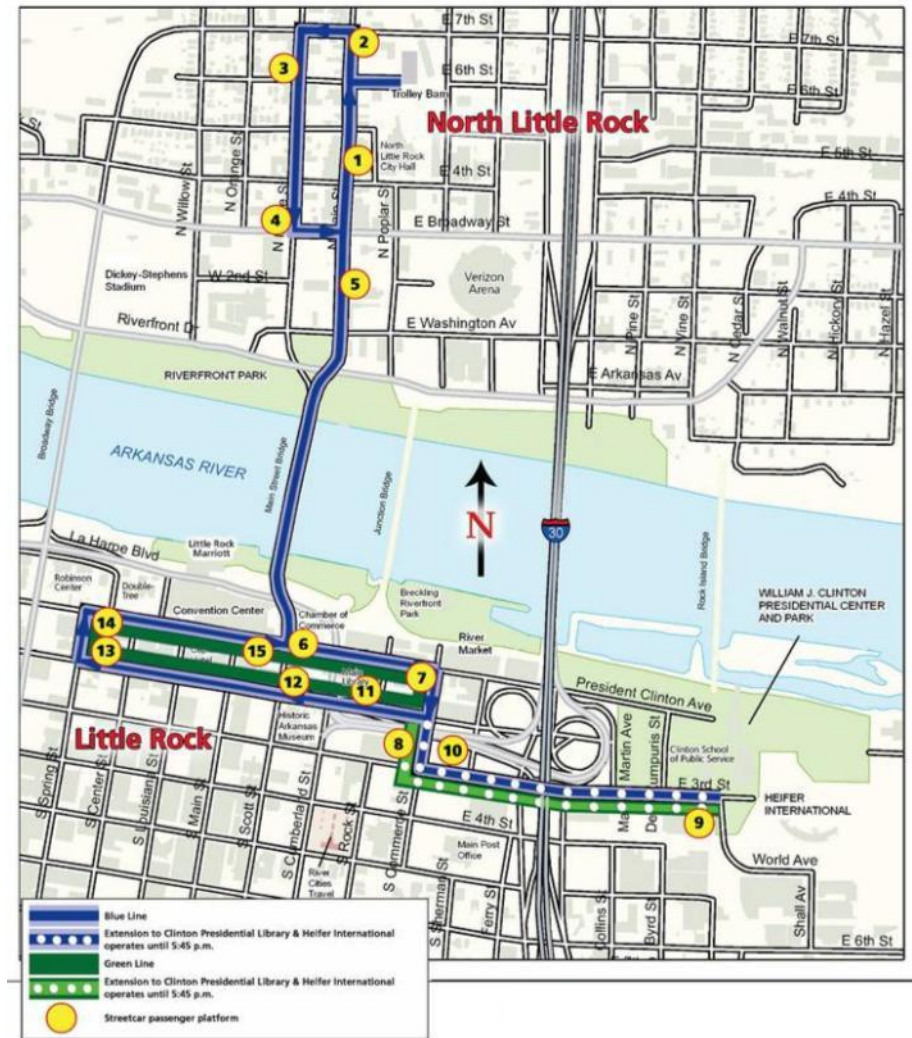 E 7th St
2
E 7th St
3
E 6th St
E 6th St
Trolley Barn
North Little Rock
1
North
Little Rock
City Hall
E 5th St
E 4th St
E 4th St
N Willow St
N Orange St
N Poplar St
4
E Broadway St
5
W 2nd St
Dickey-Stephens
Stadium
Verizon
Arena
Riverfront Dr
E Washington Av
N Pine St
N Vine St
N Cedar St
N Walnut St
N Hickory St
N Hazel St
RIVERFRONT PARK
E Arkansas Av
Broadway Bridge
ARKANSAS RIVER
Main Street Bridge
Junction Bridge
N
30
Rock Island Bridge
La Harpe Blvd
Little Rock
Marriott
Robinson
Center
Double-
Tree
Convention Center
Chamber of
Commerce
Breckling
Riverfront
Park
River
Market
WILLIAM J. CLINTON
PRESIDENTIAL CENTER
AND PARK
14
13
15
6
7
12
11
Main
Library
President Clinton Ave
Historic
Arkansas
Museum
8
10
Little Rock
Martin Ave
Clinton School
of Public Service
E 3rd St
9
HEIFER
INTERNATIONAL
S Spring St
S Center St
S Louisiana St
S Main St
S Scott St
S Cumberland St
S Rock St
S Commerce St
S Sherman St
Ferry St
Collins St
Byrd St
E 4th St
Main Post
Office
River
Cities
Travel
World Ave
Shall Av
E 6th St
Blue Line
Extension to Clinton Presidential Library & Heifer International
operates until 5:45 p.m.
Green Line
Extension to Clinton Presidential Library & Heifer International
operates until 5:45 p.m.
Streetcar passenger platform